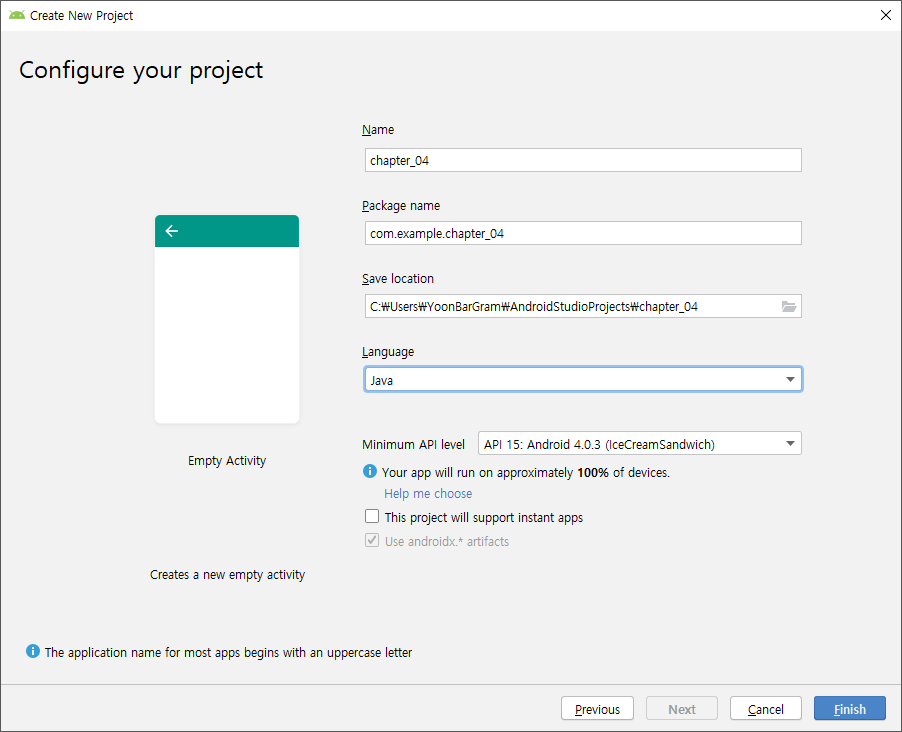 Create New Project
Configure your project
Name
chapter_04
Package name
com.example.chapter_04
Save location
C:₩Users₩YoonBarGram₩AndroidStudioProjects₩chapter_04
Language
Java
Minimum API level API 15: Android 4.0.3 (IceCreamSandwich)
Empty Activity
Your app will run on approximately 100% of devices.
Help me choose
This project will support instant apps
Use androidx.* artifacts
Creates a new empty activity
The application name for most apps begins with an uppercase letter
Previous Next Cancel Finish